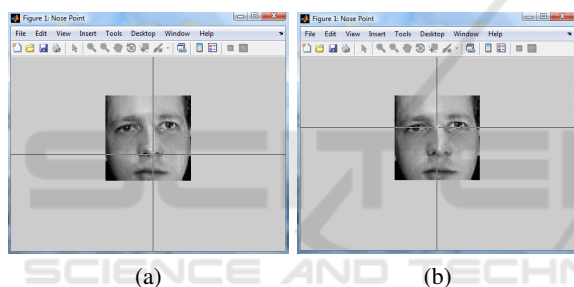 Figure 1: Nose Point
File Edit View Insert Tools Desktop Window Help
Figure 1: Nose Point
File Edit View Insert Tools Desktop Window Help
(a)
(b)
SCITE
SCIENCE AND TECHN